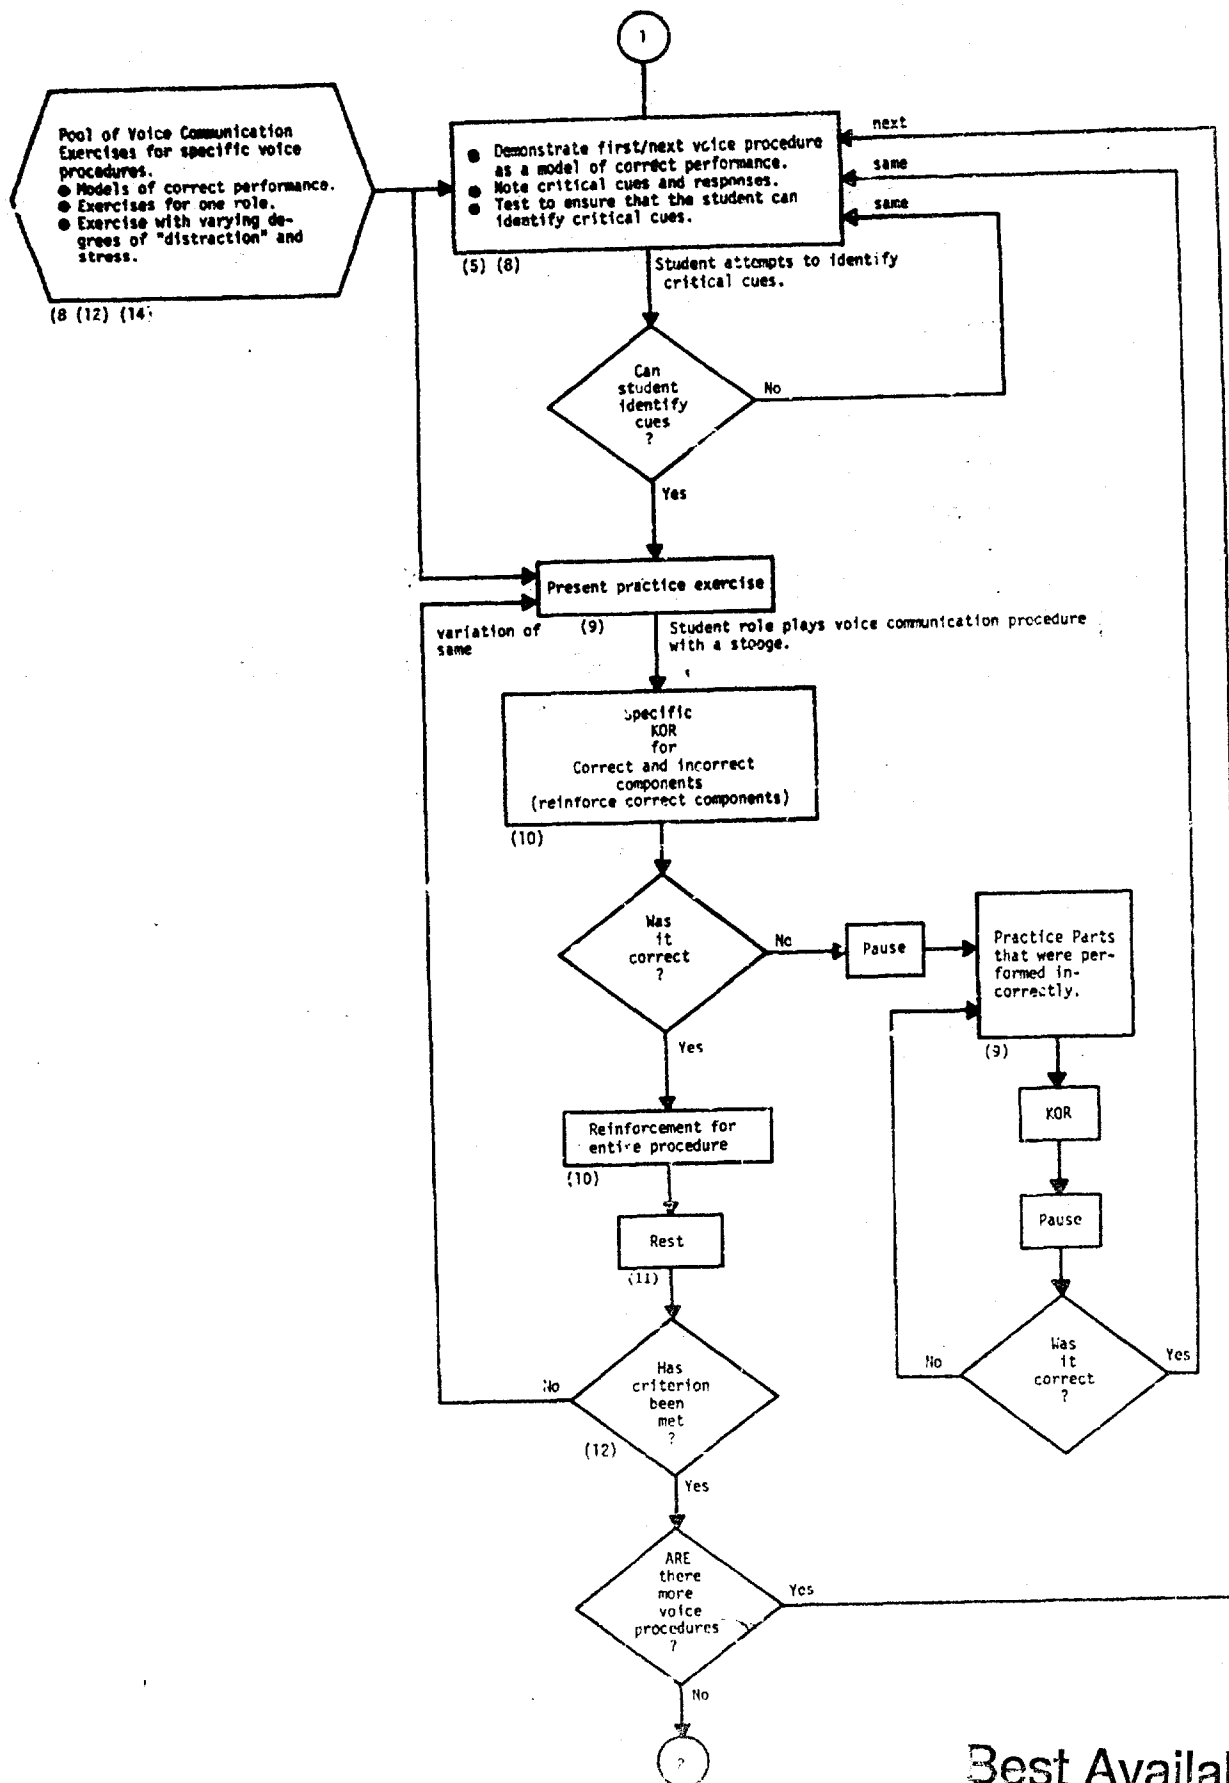 1
Pool of Voice Communication
Exercises for specific voice
procedures.
● Models of correct performance.
● Exercises for one role.
● Exercise with varying de-
grees of "distraction" and
stress.
(8 (12) (14)
● Demonstrate first/next voice procedure
as a model of correct performance.
● Note critical cues and responses.
● Test to ensure that the student can
identify critical cues.
(5) (8)
next
same
same
Student attempts to identify
critical cues.
Can
student
identify
cues
?
No
Yes
Present practice exercise
(9)
variation of
same
Student role plays voice communication procedure
with a stooge.
Specific
KOR
for
Correct and incorrect
components
(reinforce correct components)
(10)
Was
it
correct
?
No
Pause
Practice Parts
that were per-
formed in-
correctly.
(9)
Yes
KOR
Reinforcement for
entire procedure
(10)
Pause
Rest
(11)
Was
it
correct
?
No
Yes
Has
criterion
been
met
?
No
(12)
Yes
ARE
there
more
voice
procedures
?
Yes
No
Best Availal